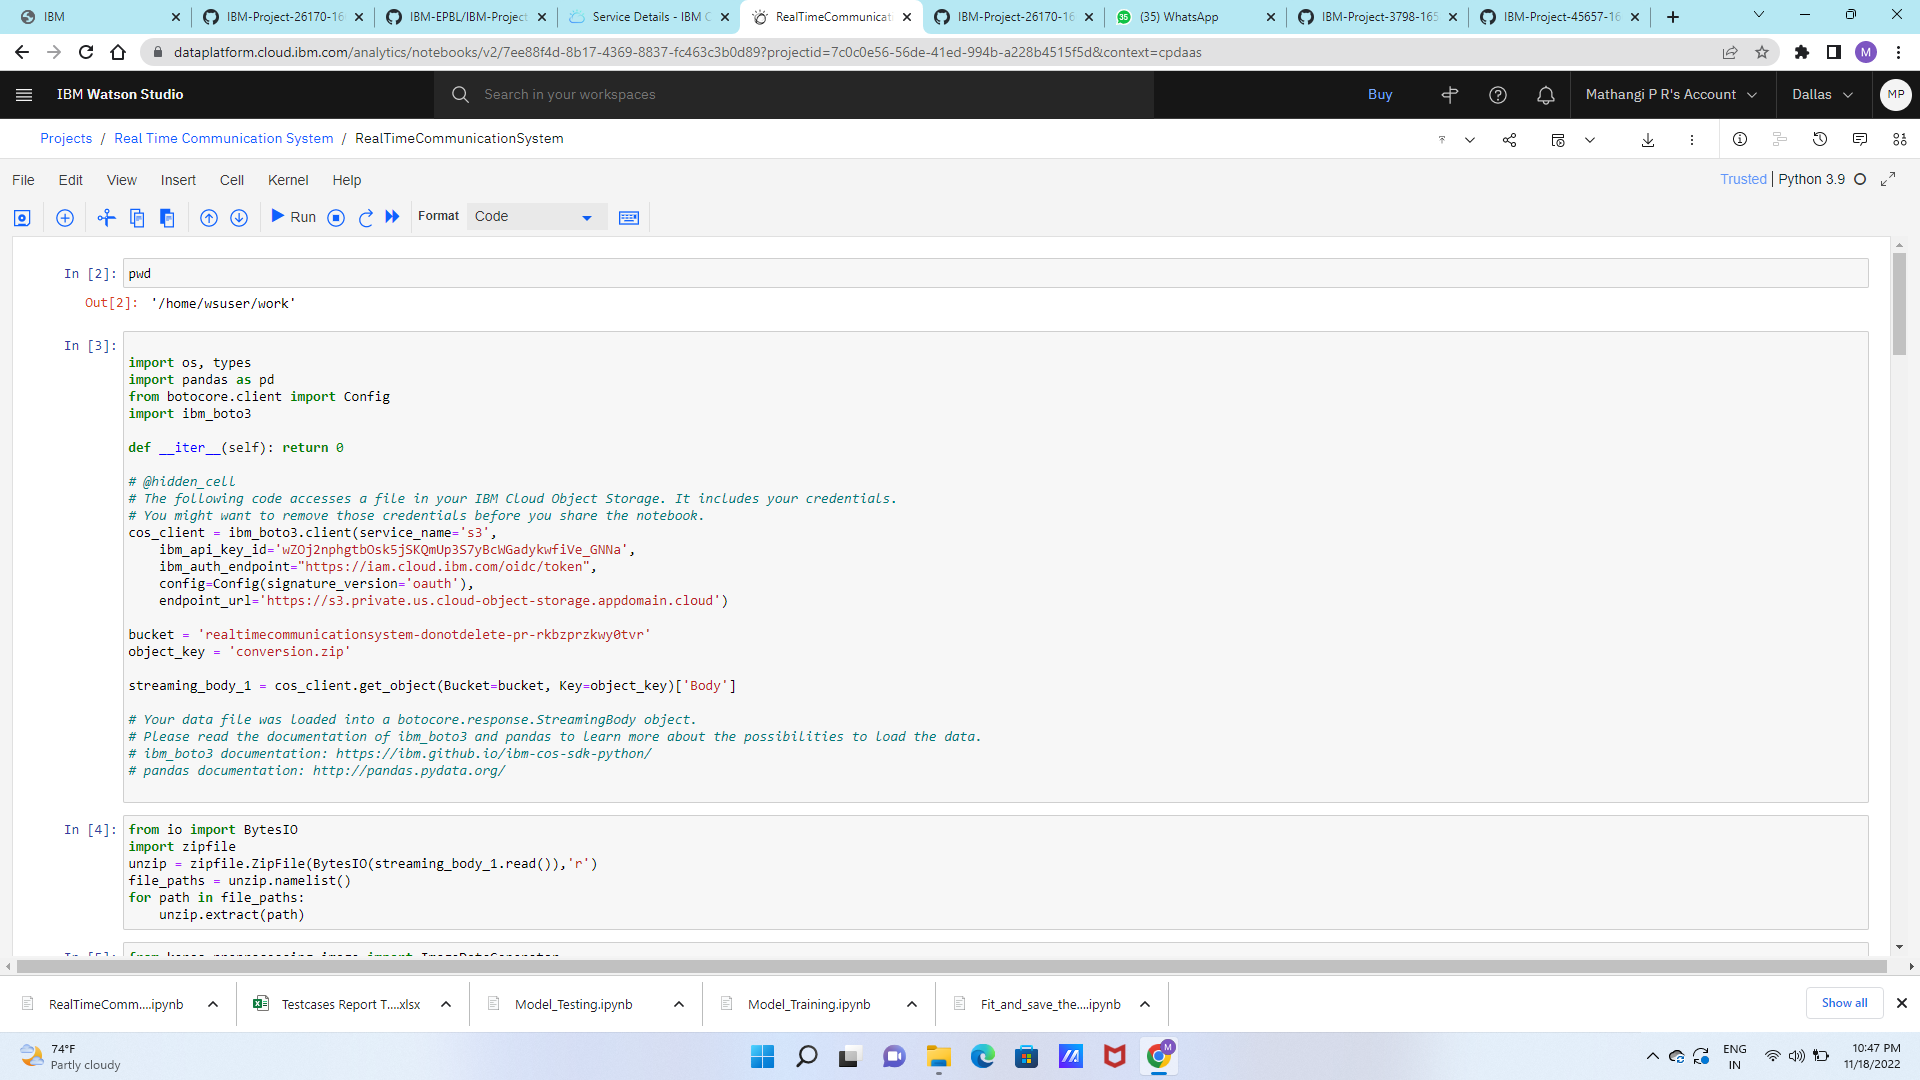 IBM
IBM-Project-26170-16
IBM-EPBL/IBM-Project
Service Details - IBM C
RealTimeCommunicati
IBM-Project-26170-16
(35) WhatsApp
IBM-Project-3798-165
IBM-Project-45657-16
dataplatform.cloud.ibm.com/analytics/notebooks/v2/7ee88f4d-8b17-4369-8837-fc463c3b0d89?projectid=7c0c0e56-56de-41ed-994b-a228b4515f5d&context=cpdaas
M
IBM Watson Studio
Search in your workspaces
Buy
Mathangi P R's Account
Dallas
MP
Projects / Real Time Communication System / RealTimeCommunicationSystem
File Edit View Insert Cell Kernel Help
Trusted | Python 3.9
Run
Format
Code
In [2]: pwd
Out[2]: '/home/wsuser/work'
In [3]:
import os, types
import pandas as pd
from botocore.client import Config
import ibm_boto3
def __iter__(self): return 0
# @hidden_cell
# The following code accesses a file in your IBM Cloud Object Storage. It includes your credentials.
# You might want to remove those credentials before you share the notebook.
cos_client = ibm_boto3.client(service_name='s3',
    ibm_api_key_id='wZOj2nphgtbOsk5jSKQmUp3S7yBcWGadykwfiVe_GNNa',
    ibm_auth_endpoint="https://iam.cloud.ibm.com/oidc/token",
    config=Config(signature_version='oauth'),
    endpoint_url='https://s3.private.us.cloud-object-storage.appdomain.cloud')
bucket = 'realtimecommunicationsystem-donotdelete-pr-rkbzprzkwy0tvr'
object_key = 'conversion.zip'
streaming_body_1 = cos_client.get_object(Bucket=bucket, Key=object_key)['Body']
# Your data file was loaded into a botocore.response.StreamingBody object.
# Please read the documentation of ibm_boto3 and pandas to learn more about the possibilities to load the data.
# ibm_boto3 documentation: https://ibm.github.io/ibm-cos-sdk-python/
# pandas documentation: http://pandas.pydata.org/
In [4]: from io import BytesIO
import zipfile
unzip = zipfile.ZipFile(BytesIO(streaming_body_1.read()),'r')
file_paths = unzip.namelist()
for path in file_paths:
    unzip.extract(path)
In [5]: from keras.preprocessing.image import ImageDataGenerator
RealTimeComm....ipynb
Testcases Report T....xlsx
Model_Testing.ipynb
Model_Training.ipynb
Fit_and_save_the....ipynb
Show all
74°F
Partly cloudy
M
ENG
IN
10:47 PM
11/18/2022